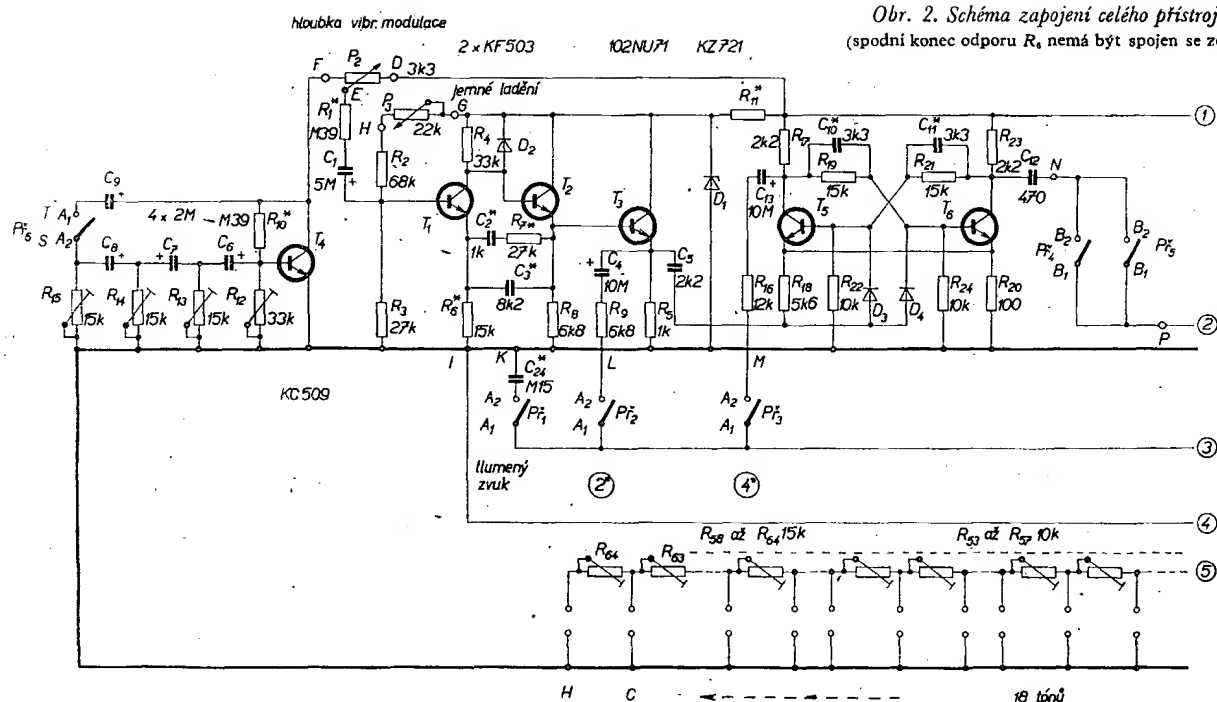 Obr. 2. Schéma zapojení celého přístroj
(spodní konec odporu R6 nemá být spojen se ze
hloubka vibr. modulace
2 x KF503 102NU71 KZ721
F P2 D 3k3
E
jemné ladění
R1* M39
H P3 22k G
C1 5M
R2 68k
R4 33k
D2
T1
T2
T3
C2* 1k
R7* 27k
C3* 8k2
R3 27k
R6* 15k
R8 6k8
C4 10M
R9 6k8
C5 2k2
R5 1k
D1
R11*
R17 2k2
C10* 3k3
C11* 3k3
R19 15k
R21 15k
R23 2k2
C12 470
N
C13 10M
T5
T6
R16 12k
R18 5k6
R22 10k
D3
D4
R24 10k
R20 100
B2 Př4 B1
B2 Př5 B1
P
1
2
C9
T A1
Př6
S A2
4 x 2M
M39 R10*
C8
C7
C6
T4
R15 15k
R14 15k
R13 15k
R12 33k
KC509
I K L M
C24* M15
A2 Př1 A1
A2 Př2 A1
A2 Př3 A1
3
tlumený
zvuk
2*
4*
4
R58 až R64 15k
R53 až R57 10k
R64
R63
5
H C 18 tónů